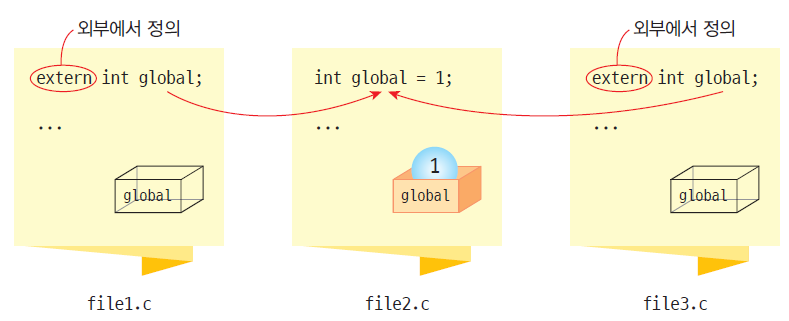 외부에서 정의
외부에서 정의
extern int global;
int global = 1;
extern int global;
...
...
...
global
1
global
global
file1.c
file2.c
file3.c